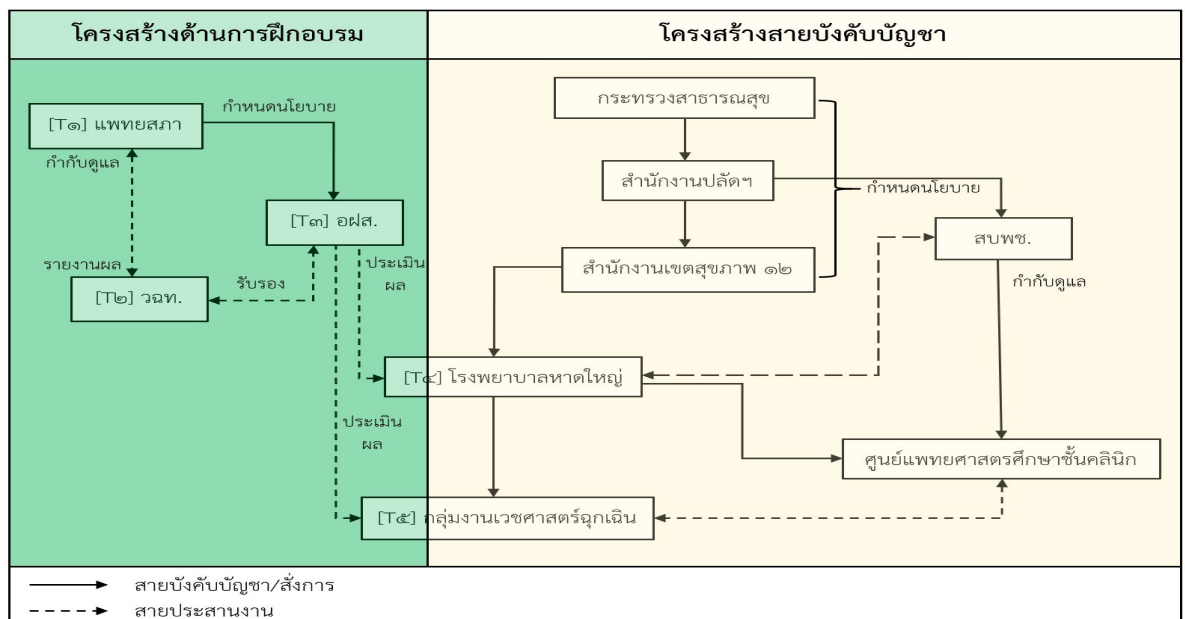 โครงสร้างด้านการฝึกอบรม
โครงสร้างสายบังคับบัญชา
กระทรวงสาธารณสุข
กำหนดนโยบาย
[T๑] แพทยสภา
กำกับดูแล
สำนักงานปลัดฯ
กำหนดนโยบาย
[T๓] อฝส.
สบพช.
รายงานผล
ประเมิน
ผล
สำนักงานเขตสุขภาพ ๑๒
กำกับดูแล
[T๒] วฉท.
รับรอง
[T๔] โรงพยาบาลหาดใหญ่
ประเมิน
ผล
ศูนย์แพทยศาสตรศึกษาชั้นคลินิก
[T๕] กลุ่มงานเวชศาสตร์ฉุกเฉิน
สายบังคับบัญชา/สั่งการ
สายประสานงาน